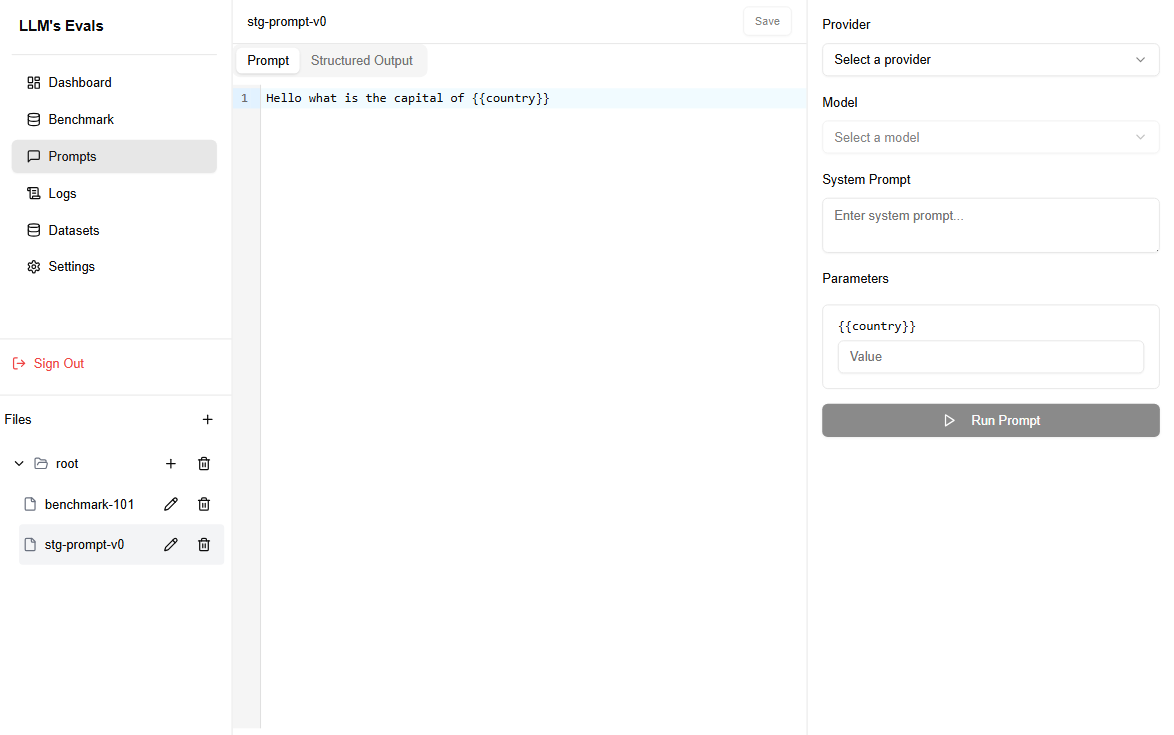 LLM's Evals
Dashboard
Benchmark
Prompts
Logs
Datasets
Settings
Sign Out
Files
root
benchmark-101
stg-prompt-v0
stg-prompt-v0
Save
Prompt
Structured Output
1 Hello what is the capital of {{country}}
Provider
Select a provider
Model
Select a model
System Prompt
Enter system prompt...
Parameters
{{country}}
Value
Run Prompt